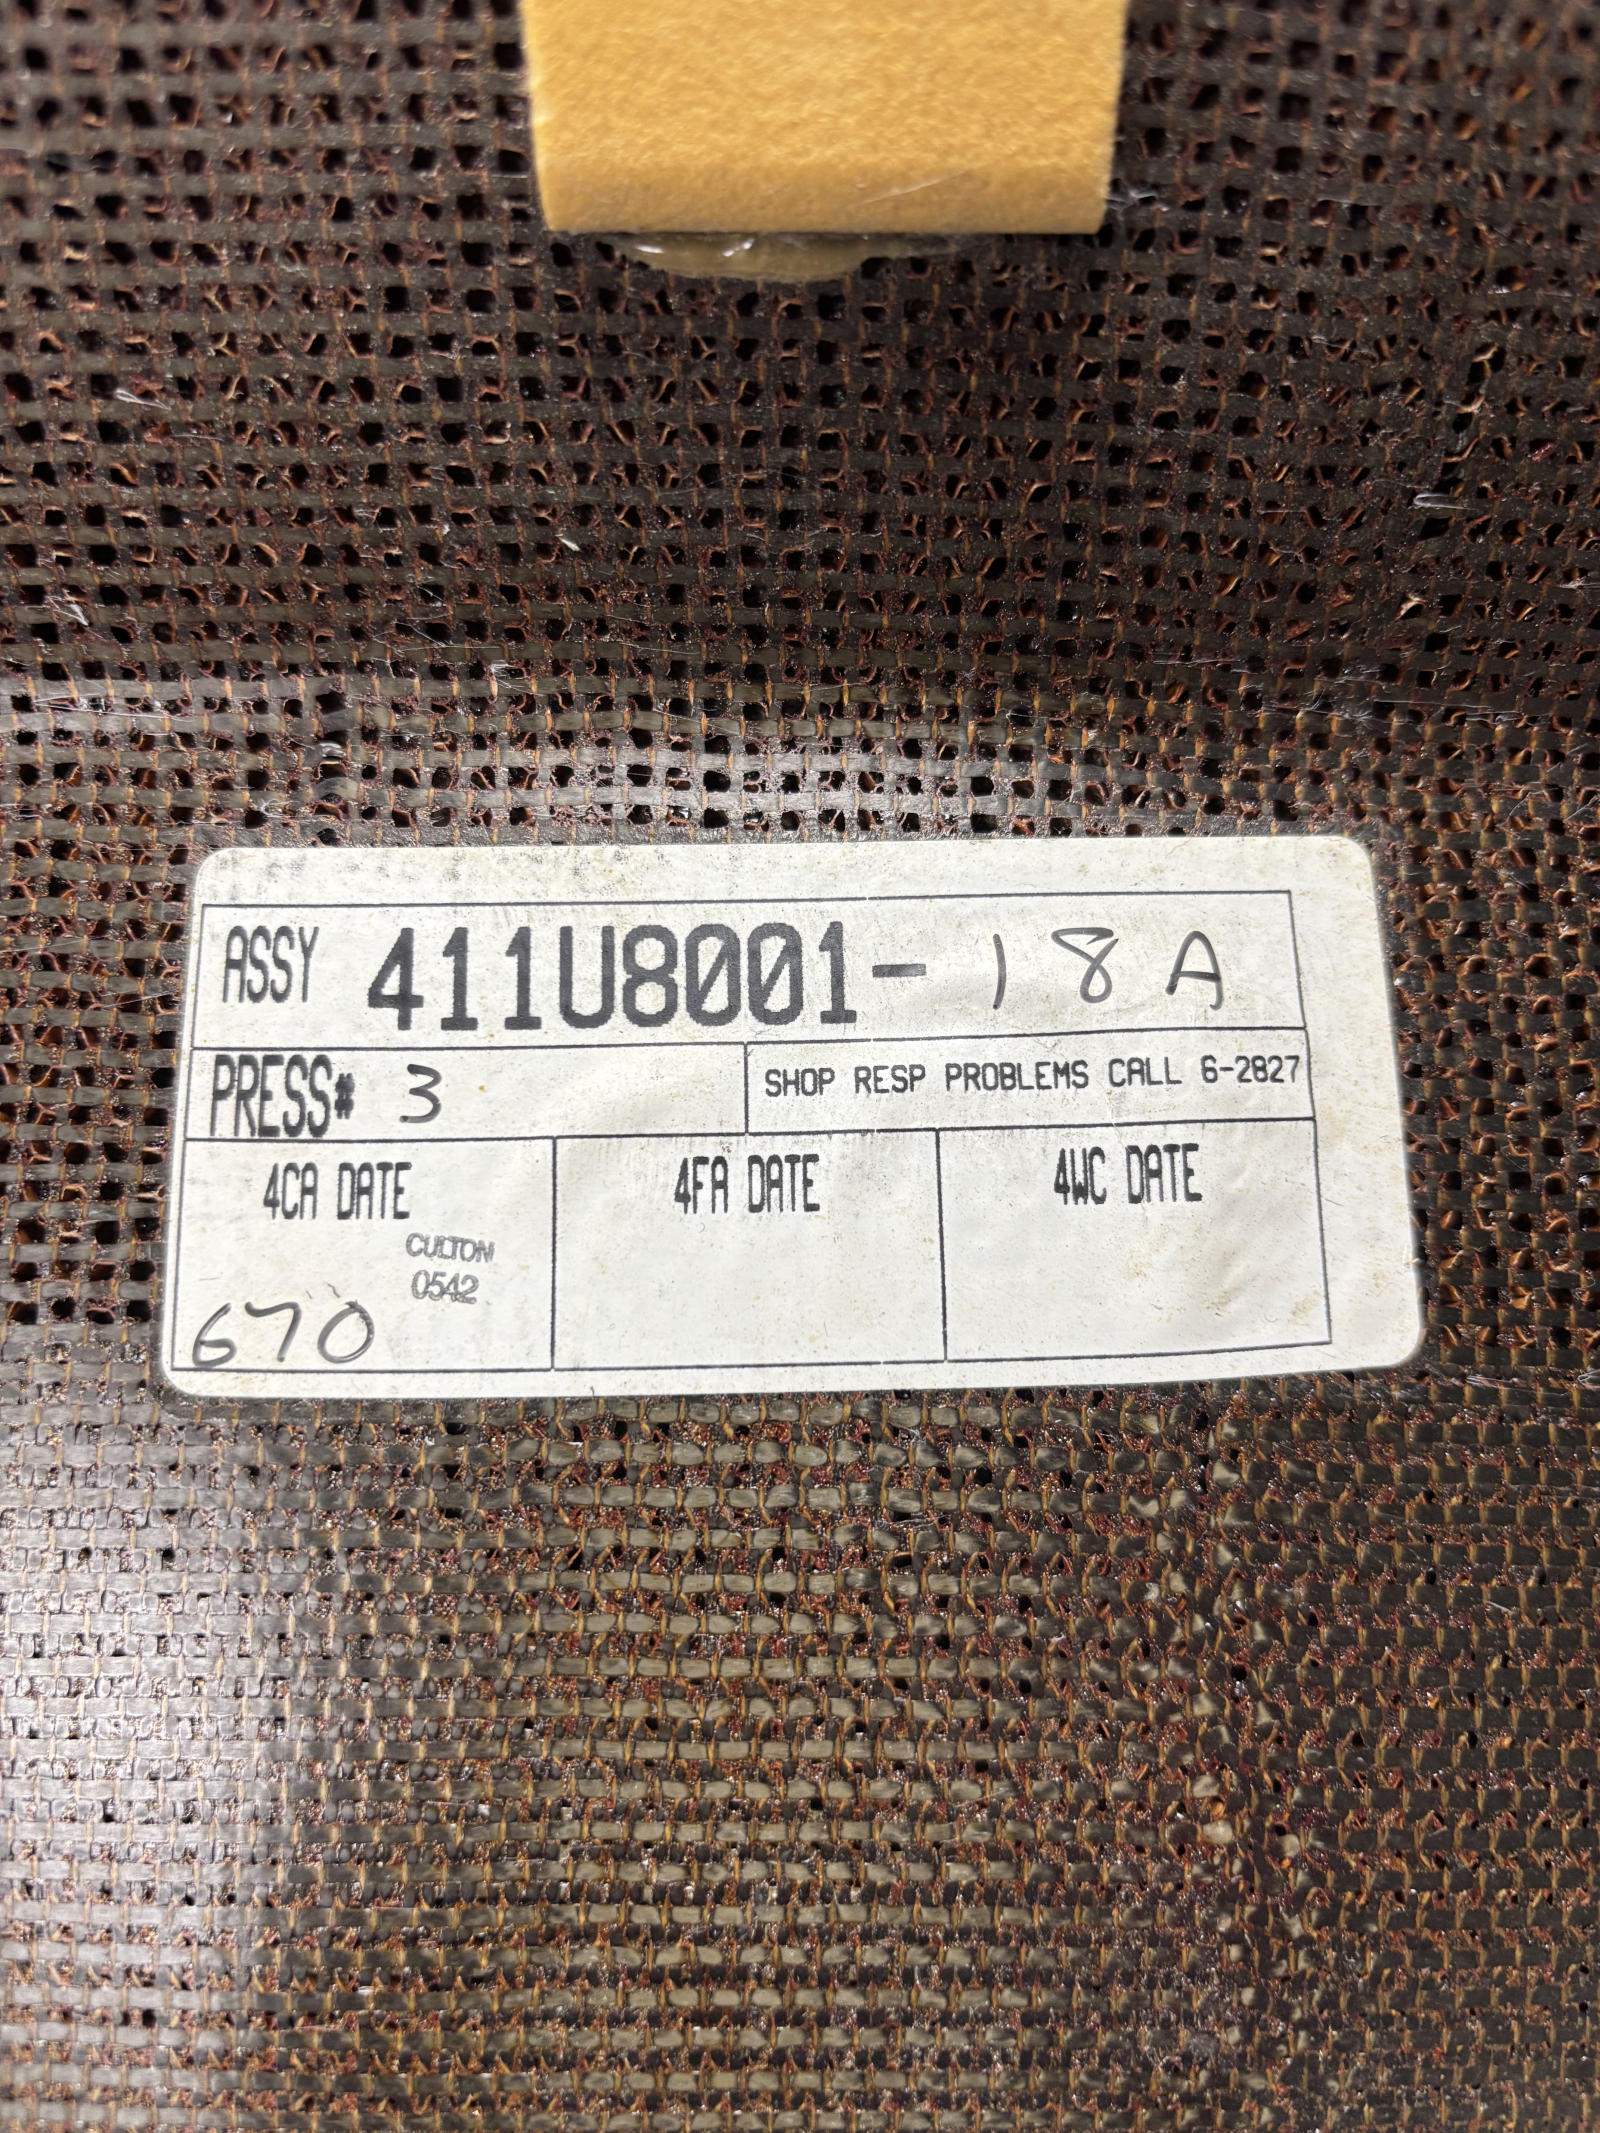 ASSY 411U8001- 18A
PRESS# 3
SHOP RESP PROBLEMS CALL 6-2827
4CA DATE
CULTON
0542
670
4FA DATE
4WC DATE